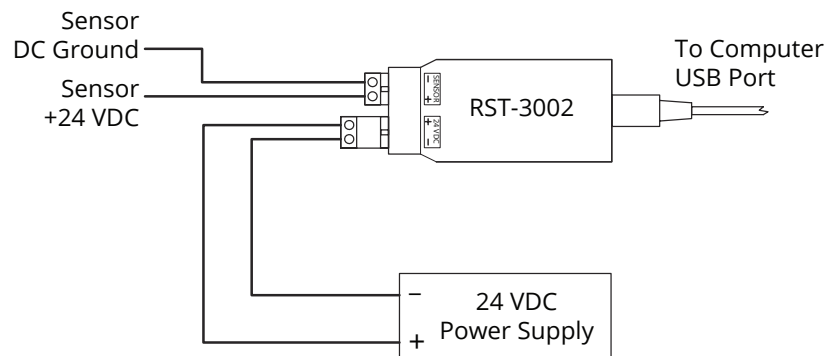 Sensor
DC Ground
Sensor
+24 VDC
− SENSOR +
+ 24 VDC −
RST-3002
To Computer
USB Port
−
+
24 VDC
Power Supply